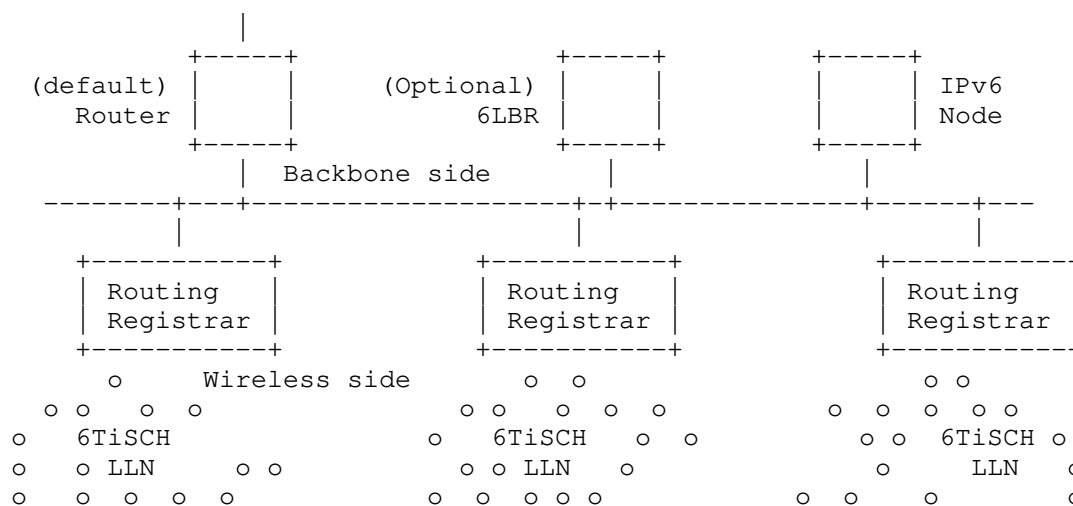 (default) (Optional) IPv6
Router 6LBR Node
Backbone side
Routing Routing Routing
Registrar Registrar Registrar
Wireless side
6TiSCH 6TiSCH 6TiSCH
LLN LLN LLN